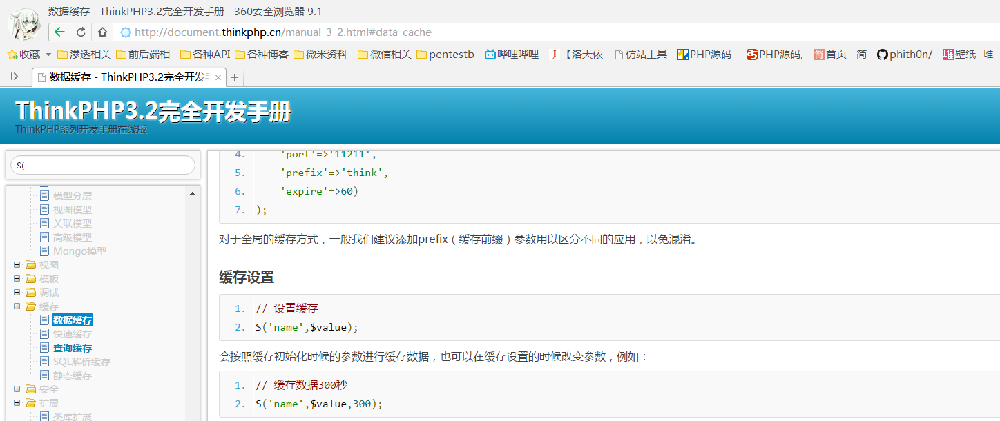 数据缓存 - ThinkPHP3.2完全开发手册 - 360安全浏览器 9.1
http://document.thinkphp.cn/manual_3_2.html#data_cache
收藏 渗透相关 前后端相 各种API 各种博客 微米资料 微信相关 pentestb 哔哩哔哩 【洛天依 仿站工具 PHP源码_ PHP源码, 简 首页 - 简 phith0n/ 堆 壁纸 -堆
数据缓存 - ThinkPHP3.2完全开发
ThinkPHP3.2完全开发手册
ThinkPHP系列开发手册在线版
S(
模型分层
视图模型
关联模型
高级模型
Mongo模型
视图
模板
调试
缓存
数据缓存
快速缓存
查询缓存
SQL解析缓存
静态缓存
安全
扩展
类库扩展
4. 'port'=>'11211',
5. 'prefix'=>'think',
6. 'expire'=>60)
7. );
对于全局的缓存方式，一般我们建议添加prefix（缓存前缀）参数用以区分不同的应用，以免混淆。
缓存设置
1. // 设置缓存
2. S('name',$value);
会按照缓存初始化时候的参数进行缓存数据，也可以在缓存设置的时候改变参数，例如：
1. // 缓存数据300秒
2. S('name',$value,300);